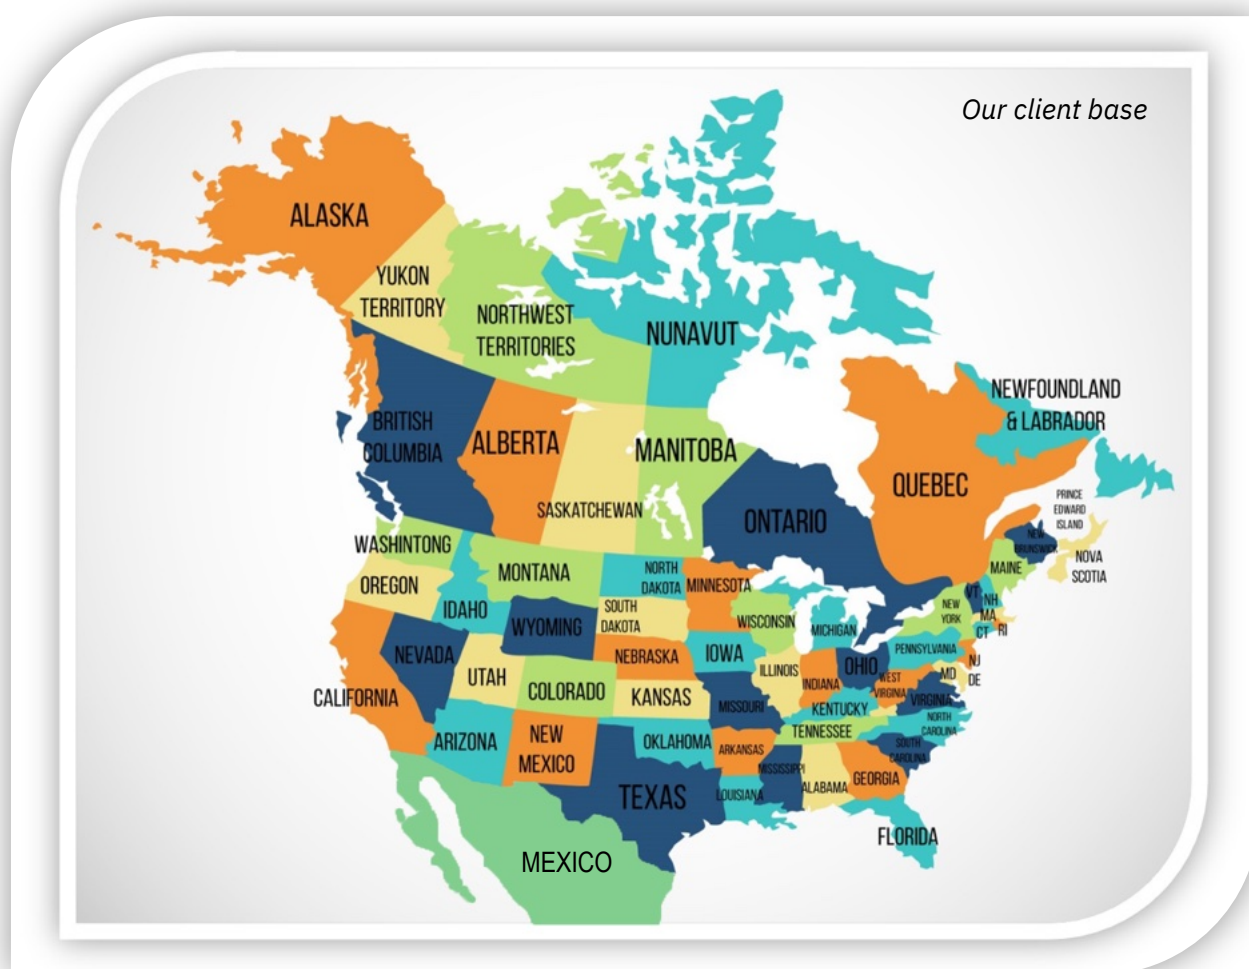 Our client base
ALASKA
YUKON
TERRITORY
NORTHWEST
TERRITORIES
NUNAVUT
NEWFOUNDLAND
& LABRADOR
BRITISH
COLUMBIA
ALBERTA
MANITOBA
SASKATCHEWAN
ONTARIO
QUEBEC
PRINCE
EDWARD
ISLAND
NEW
BRUNSWICK
NOVA
SCOTIA
WASHINTONG
OREGON
IDAHO
MONTANA
NORTH
DAKOTA
MINNESOTA
SOUTH
DAKOTA
WYOMING
WISCONSIN
MICHIGAN
MAINE
VT
NH
NEW
YORK
MA
CT
RI
NEVADA
UTAH
COLORADO
NEBRASKA
IOWA
KANSAS
ILLINOIS
INDIANA
OHIO
PENNSYLVANIA
NJ
MD
DE
WEST
VIRGINIA
VIRGINIA
CALIFORNIA
MISSOURI
KENTUCKY
NORTH
CAROLINA
TENNESSEE
ARIZONA
NEW
MEXICO
OKLAHOMA
ARKANSAS
SOUTH
CAROLINA
MISSISSIPPI
ALABAMA
GEORGIA
TEXAS
LOUISIANA
FLORIDA
MEXICO